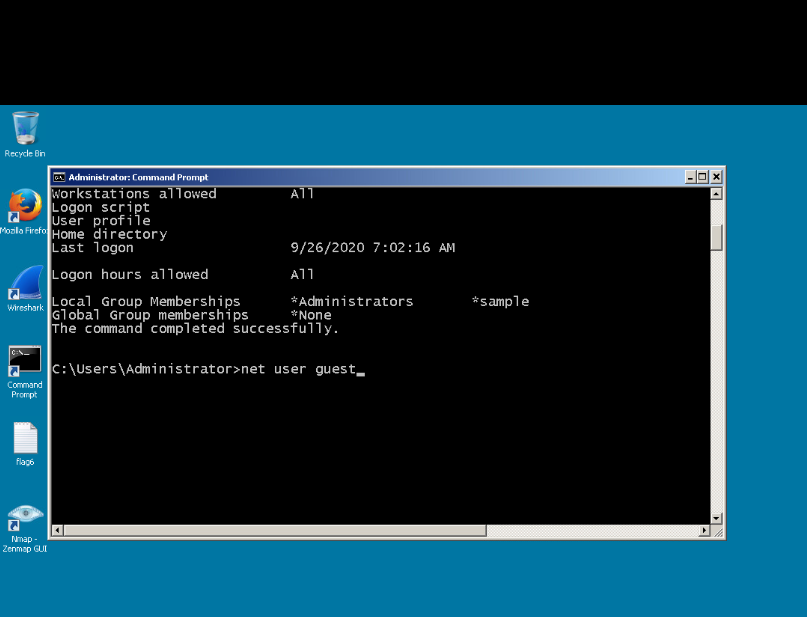 Recycle Bin
Mozilla Firefo
Wireshark
C:\_
Command
Prompt
flag6
Nmap -
Zenmap GUI
Administrator: Command Prompt
Workstations allowed All
Logon script
User profile
Home directory
Last logon 9/26/2020 7:02:16 AM
Logon hours allowed All
Local Group Memberships *Administrators *sample
Global Group memberships *None
The command completed successfully.
C:\Users\Administrator>net user guest_